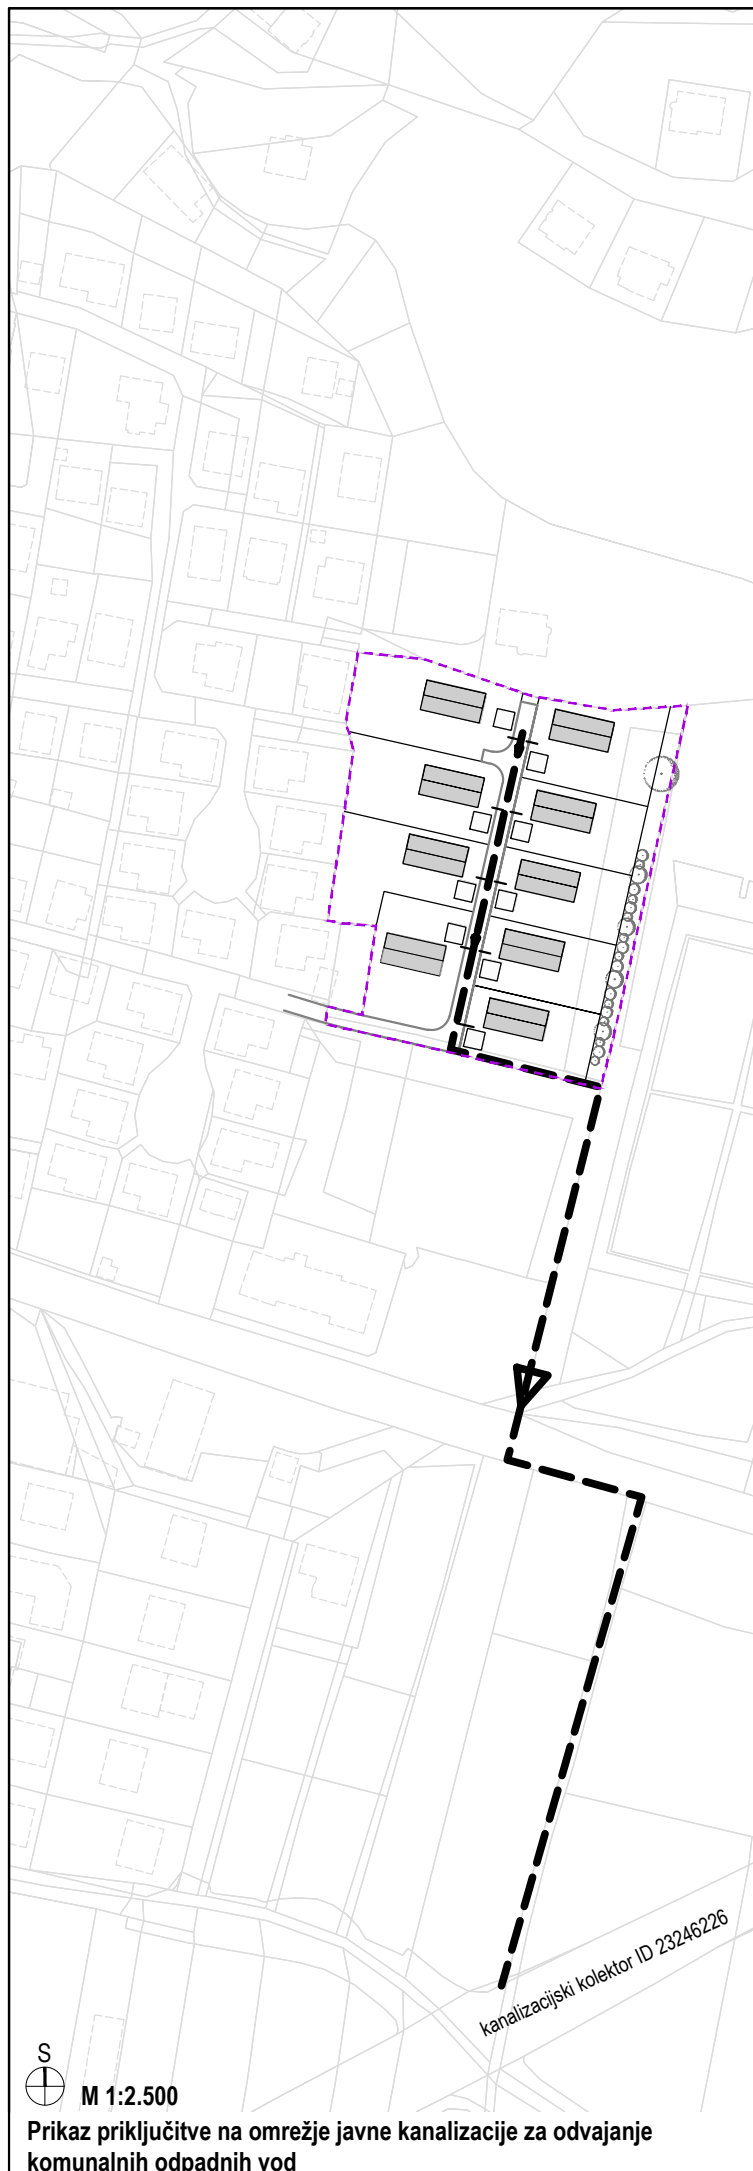 kanalizacijski kolektor ID 23246226
S
M 1:2.500
Prikaz priključitve na omrežje javne kanalizacije za odvajanje
komunalnih odpadnih vod